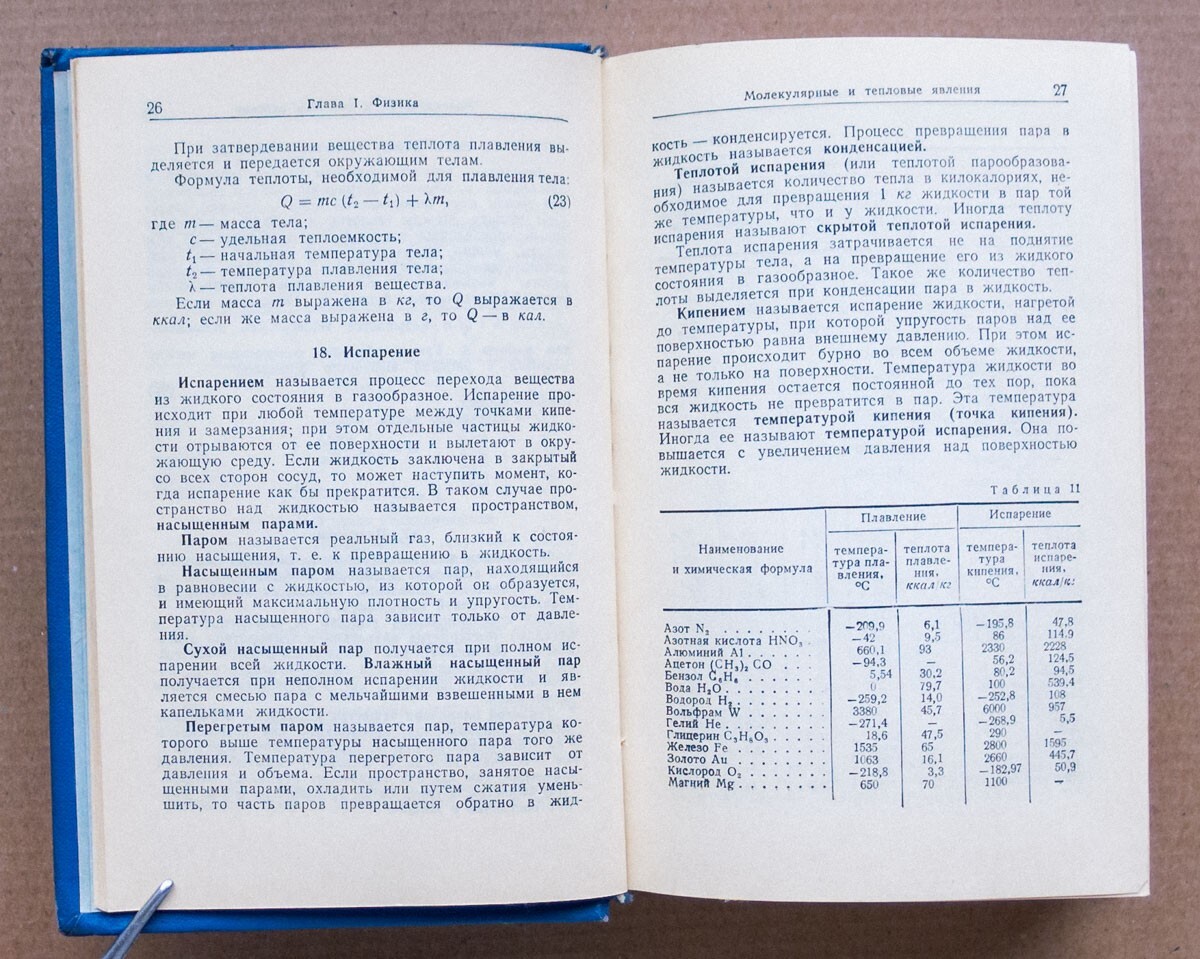 26
Глава I. Физика
При затвердевании вещества теплота плавления вы-
деляется и передается окружающим телам.
Формула теплоты, необходимой для плавления тела:
Q = mc (t₂ — t₁) + λm, (23)
где m — масса тела;
c — удельная теплоемкость;
t₁ — начальная температура тела;
t₂ — температура плавления тела;
λ — теплота плавления вещества.
Если масса m выражена в кг, то Q выражается в
ккал; если же масса выражена в г, то Q — в кал.
18. Испарение
Испарением называется процесс перехода вещества
из жидкого состояния в газообразное. Испарение про-
исходит при любой температуре между точками кипе-
ния и замерзания; при этом отдельные частицы жидко-
сти отрываются от ее поверхности и вылетают в окру-
жающую среду. Если жидкость заключена в закрытый
со всех сторон сосуд, то может наступить момент, ко-
гда испарение как бы прекратится. В таком случае про-
странство над жидкостью называется пространством,
насыщенным парами.
Паром называется реальный газ, близкий к состоя-
нию насыщения, т. е. к превращению в жидкость.
Насыщенным паром называется пар, находящийся
в равновесии с жидкостью, из которой он образуется,
и имеющий максимальную плотность и упругость. Тем-
пература насыщенного пара зависит только от давле-
ния.
Сухой насыщенный пар получается при полном ис-
парении всей жидкости. Влажный насыщенный пар
получается при неполном испарении жидкости и яв-
ляется смесью пара с мельчайшими взвешенными в нем
капельками жидкости.
Перегретым паром называется пар, температура ко-
торого выше температуры насыщенного пара того же
давления. Температура перегретого пара зависит от
давления и объема. Если пространство, занятое насы-
щенными парами, охладить или путем сжатия умень-
шить, то часть паров превращается обратно в жид-
Молекулярные и тепловые явления
27
кость — конденсируется. Процесс превращения пара в
жидкость называется конденсацией.
Теплотой испарения (или теплотой парообразова-
ния) называется количество тепла в килокалориях, не-
обходимое для превращения 1 кг жидкости в пар той
же температуры, что и у жидкости. Иногда теплоту
испарения называют скрытой теплотой испарения.
Теплота испарения затрачивается не на поднятие
температуры тела, а на превращение его из жидкого
состояния в газообразное. Такое же количество теп-
лоты выделяется при конденсации пара в жидкость.
Кипением называется испарение жидкости, нагретой
до температуры, при которой упругость паров над ее
поверхностью равна внешнему давлению. При этом ис-
парение происходит бурно во всем объеме жидкости,
а не только на поверхности. Температура жидкости во
время кипения остается постоянной до тех пор, пока
вся жидкость не превратится в пар. Эта температура
называется температурой кипения (точка кипения).
Иногда ее называют температурой испарения. Она по-
вышается с увеличением давления над поверхностью
жидкости.
Таблица 11
Наименование
и химическая формула
Плавление
Испарение
темпера-
тура пла-
вления,
°С
теплота
плавле-
ния,
ккал/кг
темпера-
тура
кипения,
°С
теплота
испаре-
ния,
ккал/кг
Азот N₂ . . . . . . . . —209,9 6,1 —195,8 47,8
Азотная кислота HNO₃ . —42 9,5 86 114,9
Алюминий Al . . . . . . 660,1 93 2330 2228
Ацетон (CH₃)₂ CO . . . —94,3 — 56,2 124,5
Бензол C₆H₆ . . . . . . 5,54 30,2 80,2 94,5
Вода H₂O . . . . . . . . 0 79,7 100 539,4
Водород H₂ . . . . . . . —259,2 14,0 —252,8 108
Вольфрам W . . . . . . 3380 45,7 6000 957
Гелий He . . . . . . . . —271,4 — —268,9 5,5
Глицерин C₃H₈O₃ . . . . 18,6 47,5 290 —
Железо Fe . . . . . . . 1535 65 2800 1595
Золото Au . . . . . . . 1063 16,1 2660 445,7
Кислород O₂ . . . . . . —218,8 3,3 —182,97 50,9
Магний Mg . . . . . . . 650 70 1100 —